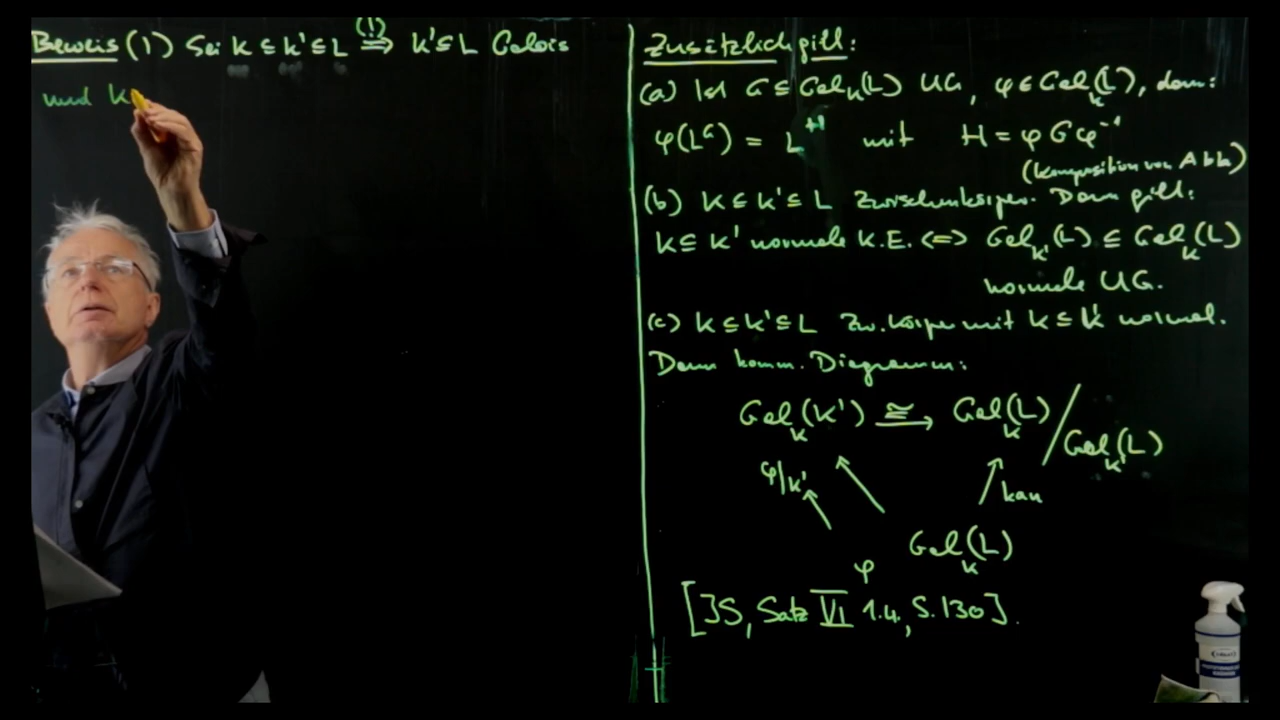 Beweis (1) Sei k ⊆ k' ⊆ L (!)⟹ k' ⊆ L Galois
und k
Zusätzlich gilt:
(a) Ist G ⊆ Gal_k(L) UG, φ ∈ Gal_k(L), dann:
φ(L^G) = L^H mit H = φGφ^-1
(Komposition von Abb.)
(b) k ⊆ k' ⊆ L Zwischenkörper. Dann gilt:
k ⊆ k' normale K.E. ⟺ Gal_k'(L) ⊆ Gal_k(L)
normale UG.
(c) k ⊆ k' ⊆ L Zw.körper mit k ⊆ k' normal.
Dann komm. Diagramm:
Gal_k(k') ≅→ Gal_k(L) / Gal_k'(L)
φ|k' kan
Gal_k(L)
φ
[JS, Satz VI 1.4., S.130].